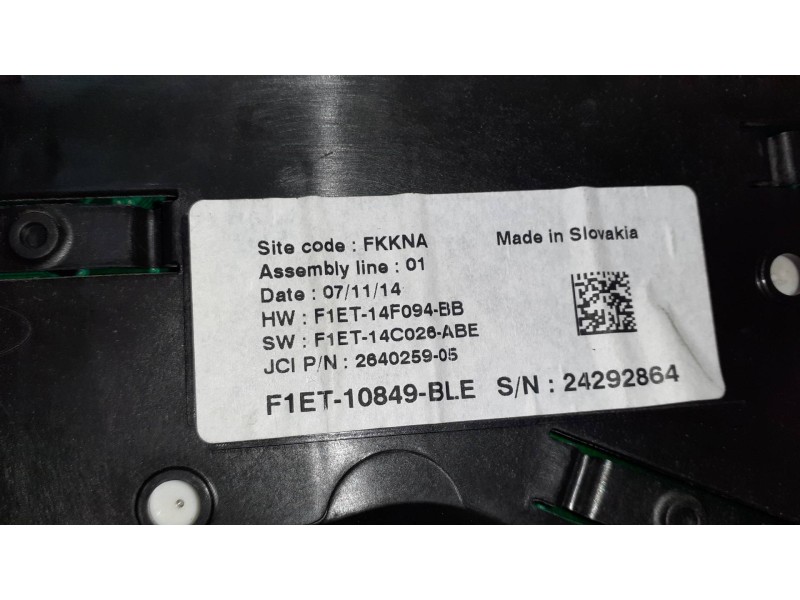 Site code : FKKNA
Made in Slovakia
Assembly line : 01
Date : 07/11/14
HW : F1ET-14F094-BB
SW : F1ET-14C026-ABE
JCI P/N : 2640259-05
F1ET-10849-BLE S/N : 24292864